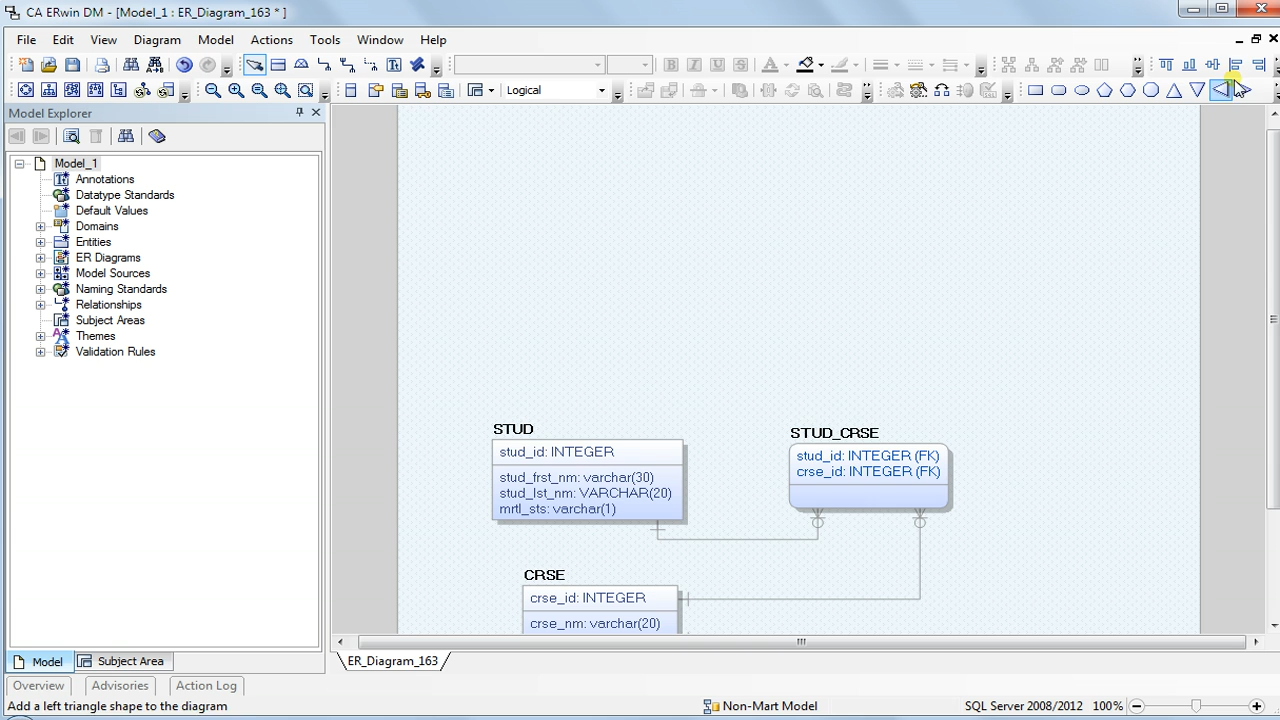 CA ERwin DM - [Model_1 : ER_Diagram_163 * ]
File Edit View Diagram Model Actions Tools Window Help
B I U S A
Logical
Model Explorer
Model_1
Annotations
Datatype Standards
Default Values
Domains
Entities
ER Diagrams
Model Sources
Naming Standards
Relationships
Subject Areas
Themes
Validation Rules
STUD
stud_id: INTEGER
stud_frst_nm: varchar(30)
stud_lst_nm: VARCHAR(20)
mrtl_sts: varchar(1)
STUD_CRSE
stud_id: INTEGER (FK)
crse_id: INTEGER (FK)
CRSE
crse_id: INTEGER
crse_nm: varchar(20)
Model Subject Area
ER_Diagram_163
Overview Advisories Action Log
Add a left triangle shape to the diagram
Non-Mart Model
SQL Server 2008/2012 100%